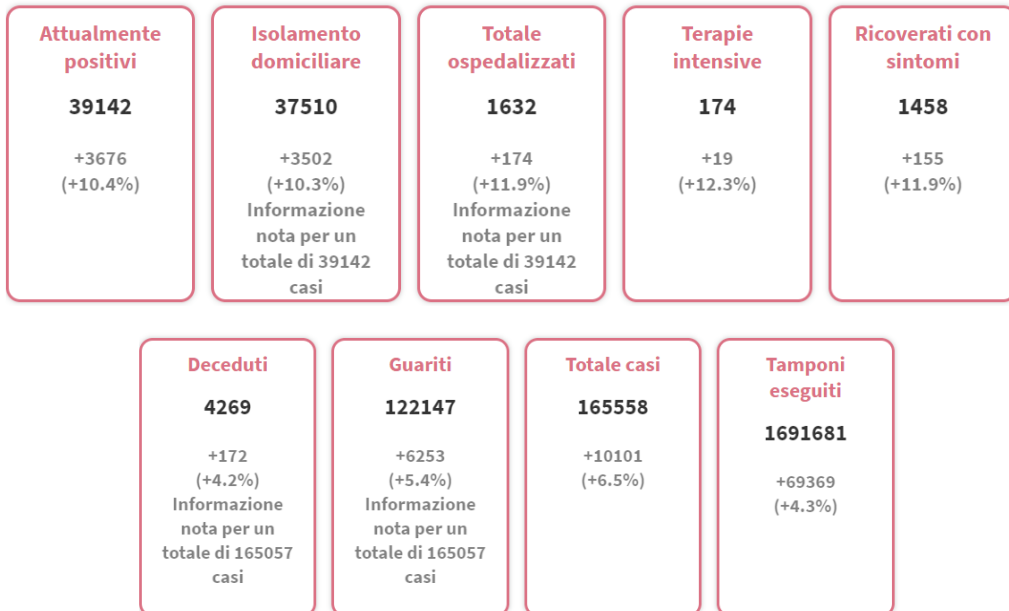 Attualmente
positivi
39142
+3676
(+10.4%)
Isolamento
domiciliare
37510
+3502
(+10.3%)
Informazione
nota per un
totale di 39142
casi
Totale
ospedalizzati
1632
+174
(+11.9%)
Informazione
nota per un
totale di 39142
casi
Terapie
intensive
174
+19
(+12.3%)
Ricoverati con
sintomi
1458
+155
(+11.9%)
Deceduti
4269
+172
(+4.2%)
Informazione
nota per un
totale di 165057
casi
Guariti
122147
+6253
(+5.4%)
Informazione
nota per un
totale di 165057
casi
Totale casi
165558
+10101
(+6.5%)
Tamponi
eseguiti
1691681
+69369
(+4.3%)